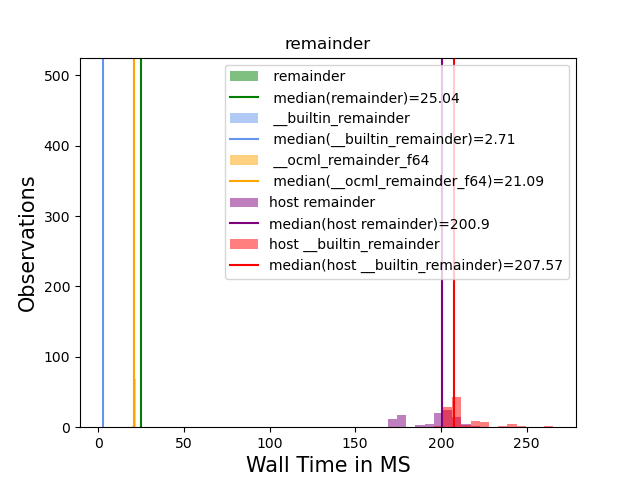 remainder
500
400
300
200
100
0
Observations
remainder
median(remainder)=25.04
__builtin_remainder
median(__builtin_remainder)=2.71
__ocml_remainder_f64
median(__ocml_remainder_f64)=21.09
host remainder
median(host remainder)=200.9
host __builtin_remainder
median(host __builtin_remainder)=207.57
0 50 100 150 200 250
Wall Time in MS